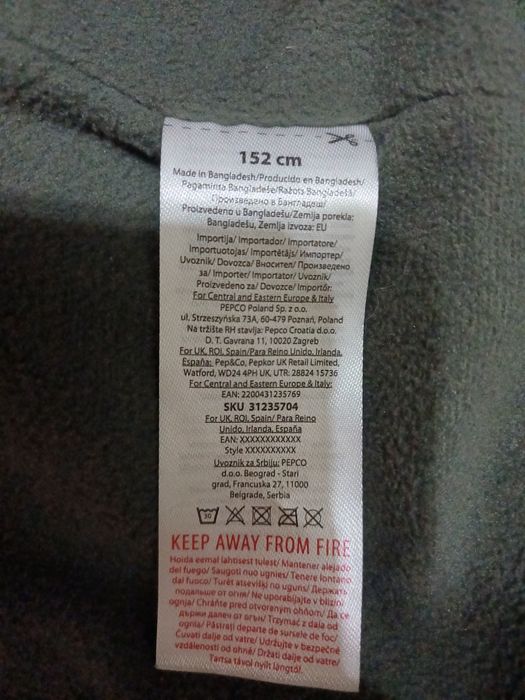 152 cm
Made in Bangladesh/Producido en Bangladesh/
Pagaminta Bangladeše/Ražots Bangladešā/
Произведено в Бангладеш/
Proizvedeno u Bangladešu/Zemlja porekla:
Bangladešu, Zemlja izvoza: EU
Importija/ Importador/ Importatore/
Importuotojas/ Importētājs/ Импортер/
Uvoznik/ Dovozca/ Вносител/ Произведено
за/ Importer/ Importator/ Uvoznik/
Proizvedeno za/ Dovozce/ Importőr:
For Central and Eastern Europe & Italy
PEPCO Poland Sp. z o.o.
ul. Strzeszyńska 73A, 60-479 Poznań, Poland
Na tržište RH stavlja: Pepco Croatia d.o.o.
D. T. Gavrana 11, 10020 Zagreb
For UK, ROI, Spain/Para Reino Unido, Irlanda,
España: Pep&Co, Pepkor UK Retail Limited,
Watford, WD24 4PH UK, UTR: 28824 15736
For Central and Eastern Europe & Italy:
EAN: 2200431235769
SKU 31235704
For UK, ROI, Spain/ Para Reino
Unido, Irlanda, España
EAN: XXXXXXXXXXXX
Style XXXXXXXXXX
Uvoznik za Srbiju: PEPCO
d.o.o. Beograd - Stari
grad, Francuska 27, 11000
Belgrade, Serbia
30
KEEP AWAY FROM FIRE
Hoida eemal lahtisest tulest/ Mantener alejado
del fuego/ Saugoti nuo ugnies/ Tenere lontano
dal fuoco/ Turēt atsevišķi no uguns/ Держать
подальше от огня/ Ne uporabljajte v bližini
ognja/ Chráňte pred otvoreným ohňom/ Да се
държи далеч от огън/ Trzymać z dala od
ognia/ Păstrați departe de sursele de foc/
Čuvati dalje od vatre/ Udržujte v bezpečné
vzdálenosti od ohně/ Držati dalje od vatre/
Tartsa távol nyílt lángtól.